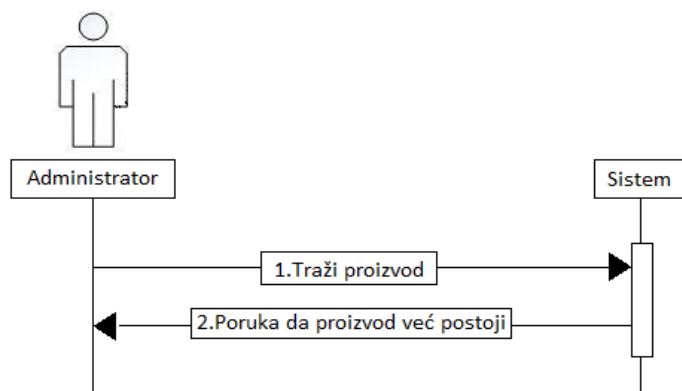 Administrator
Sistem
1.Traži proizvod
2.Poruka da proizvod već postoji